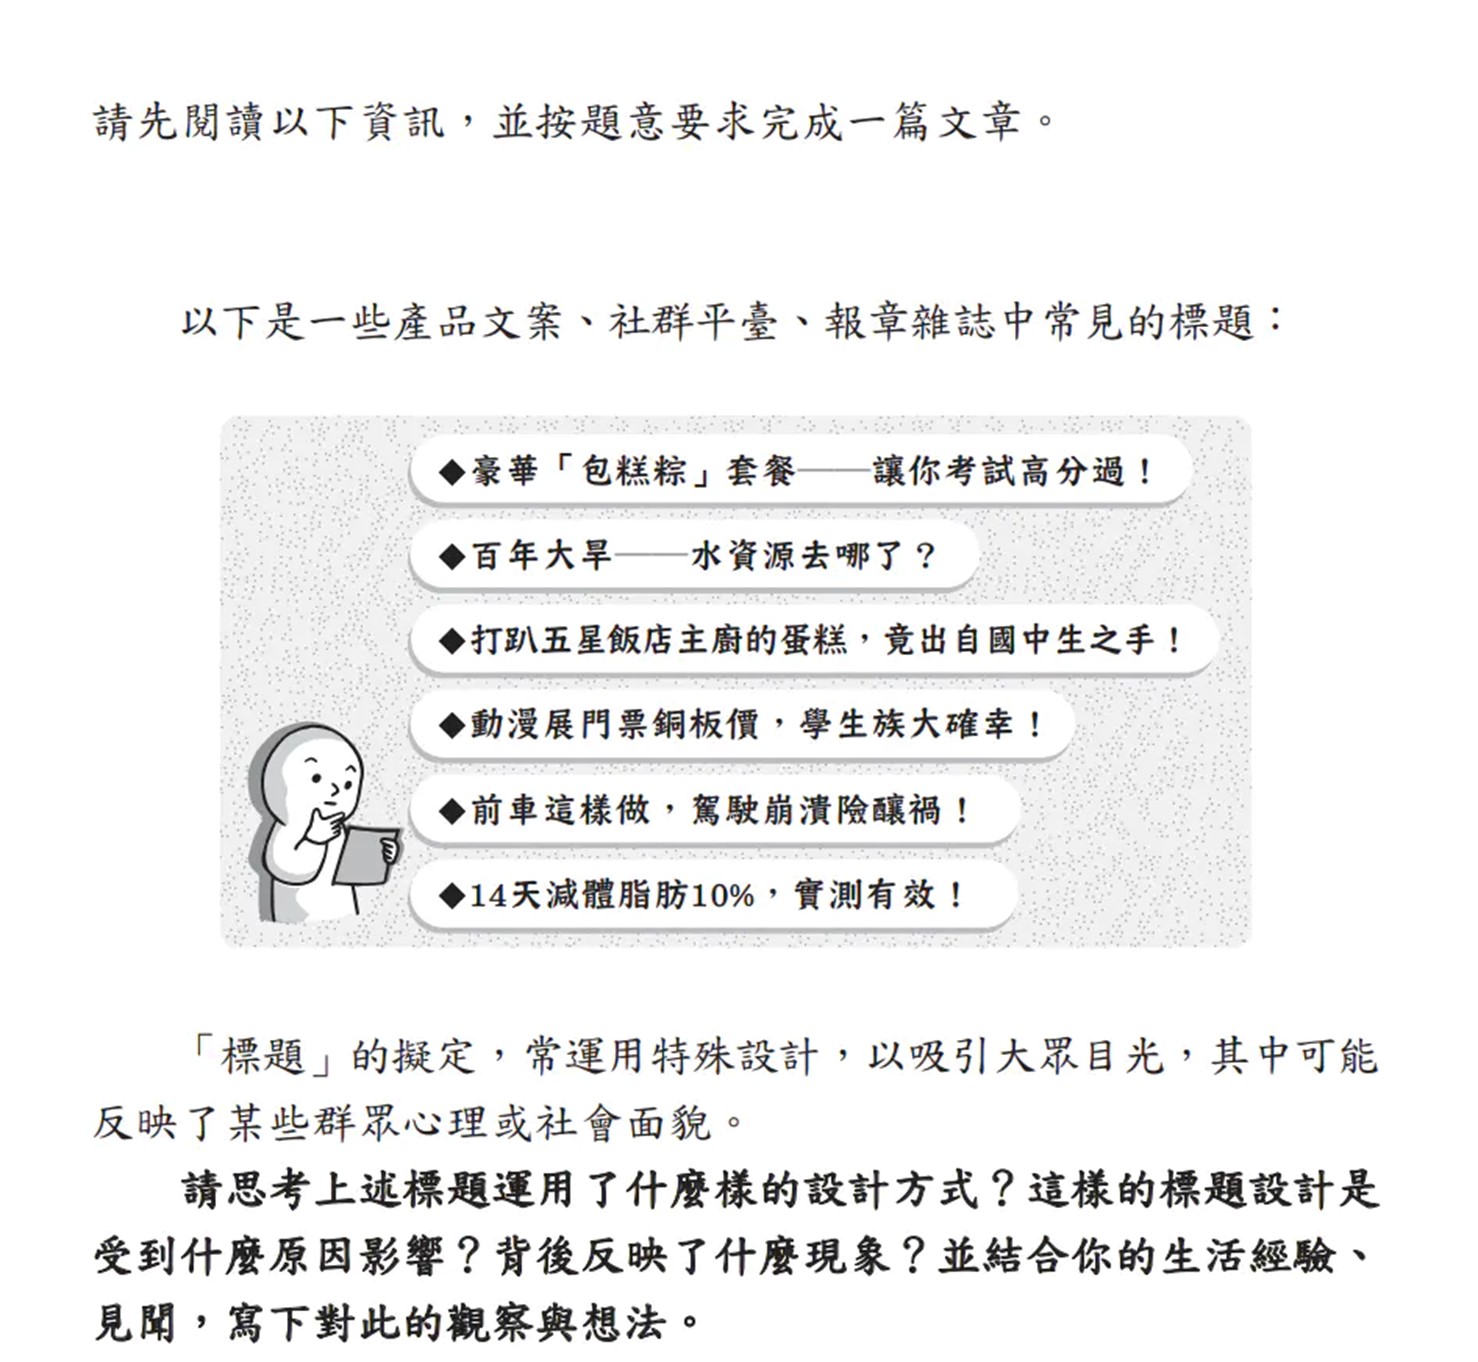 請先閱讀以下資訊，並按題意要求完成一篇文章。
以下是一些產品文案、社群平臺、報章雜誌中常見的標題：
◆豪華「包糕粽」套餐——讓你考試高分過！
◆百年大旱——水資源去哪了？
◆打趴五星飯店主廚的蛋糕，竟出自國中生之手！
◆動漫展門票銅板價，學生族大確幸！
◆前車這樣做，駕駛崩潰險釀禍！
◆14天減體脂肪10%，實測有效！
「標題」的擬定，常運用特殊設計，以吸引大眾目光，其中可能
反映了某些群眾心理或社會面貌。
請思考上述標題運用了什麼樣的設計方式？這樣的標題設計是
受到什麼原因影響？背後反映了什麼現象？並結合你的生活經驗、
見聞，寫下對此的觀察與想法。